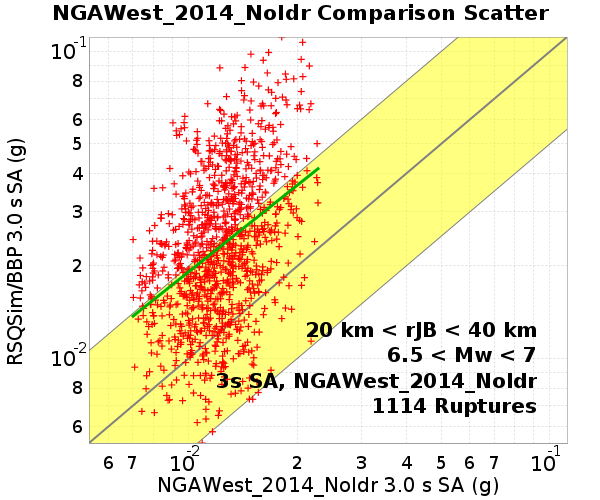 NGAWest_2014_NoIdr Comparison Scatter
RSQSim/BBP 3.0 s SA (g)
10-1
8
6
5
4
3
2
10-2
8
6
20 km < rJB < 40 km
6.5 < Mw < 7
3s SA, NGAWest_2014_NoIdr
1114 Ruptures
6 7 10-2 2 3 4 5 6 7 10-1
NGAWest_2014_NoIdr 3.0 s SA (g)